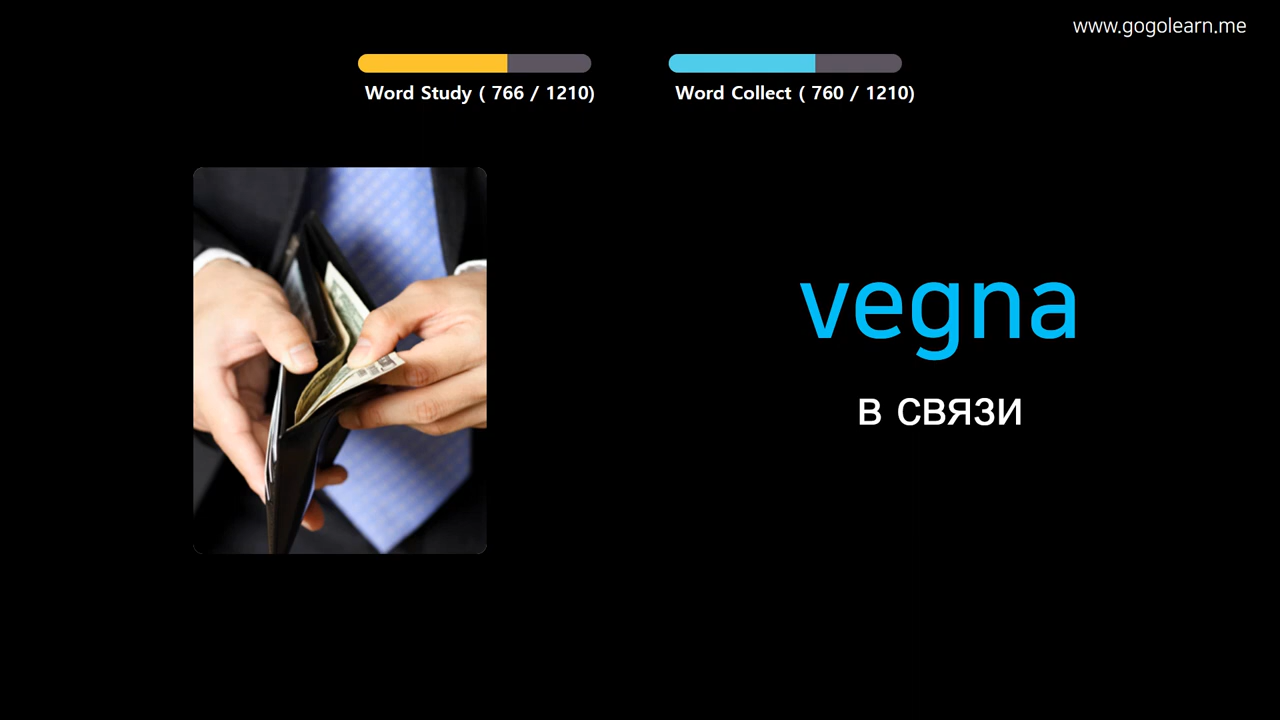 www.gogolearn.me
Word Study ( 766 / 1210)
Word Collect ( 760 / 1210)
vegna
в связи